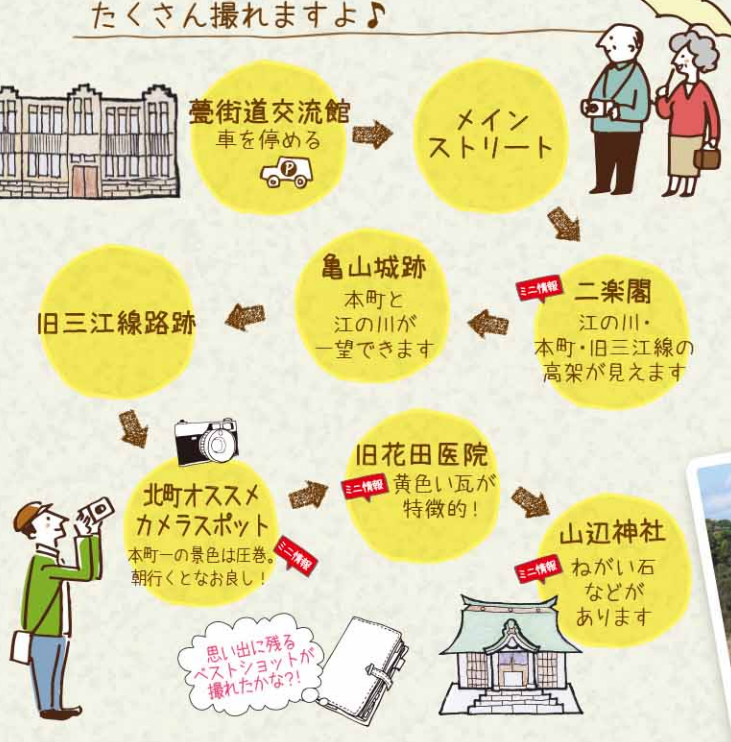 たくさん撮れますよ♪
甍街道交流館
車を停める
P
メイン
ストリート
ミニ情報
二楽閣
江の川・
本町・旧三江線の
高架が見えます
亀山城跡
本町と
江の川が
一望できます
旧三江線路跡
北町オススメ
カメラスポット
本町一の景色は圧巻。
朝行くとなお良し!
ミニ情報
旧花田医院
ミニ情報
黄色い瓦が
特徴的!
山辺神社
ミニ情報
ねがい石
などが
あります
思い出に残る
ベストショットが
撮れたかな?!